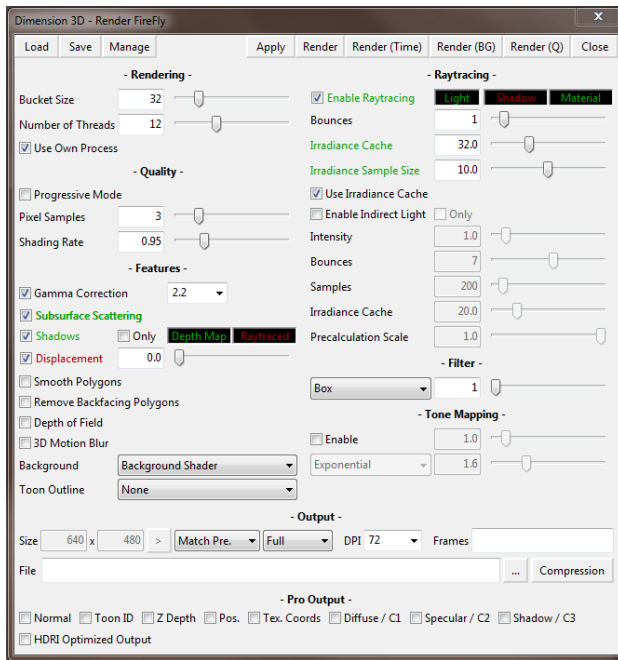 Dimension 3D - Render FireFly
x
Load Save Manage Apply Render Render (Time) Render (BG) Render (Q) Close
- Rendering -
Bucket Size 32
Number of Threads 12
Use Own Process
- Quality -
Progressive Mode
Pixel Samples 3
Shading Rate 0.95
- Features -
Gamma Correction 2.2
Subsurface Scattering
Shadows Only Depth Map Raytraced
Displacement 0.0
Smooth Polygons
Remove Backfacing Polygons
Depth of Field
3D Motion Blur
Background Background Shader
Toon Outline None
- Raytracing -
Enable Raytracing Light Shadow Material
Bounces 1
Irradiance Cache 32.0
Irradiance Sample Size 10.0
Use Irradiance Cache
Enable Indirect Light Only
Intensity 1.0
Bounces 7
Samples 200
Irradiance Cache 20.0
Precalculation Scale 1.0
- Filter -
Box 1
- Tone Mapping -
Enable 1.0
Exponential 1.6
- Output -
Size 640 x 480 > Match Pre. Full DPI 72 Frames
File ... Compression
- Pro Output -
Normal Toon ID Z Depth Pos. Tex. Coords Diffuse / C1 Specular / C2 Shadow / C3
HDRI Optimized Output